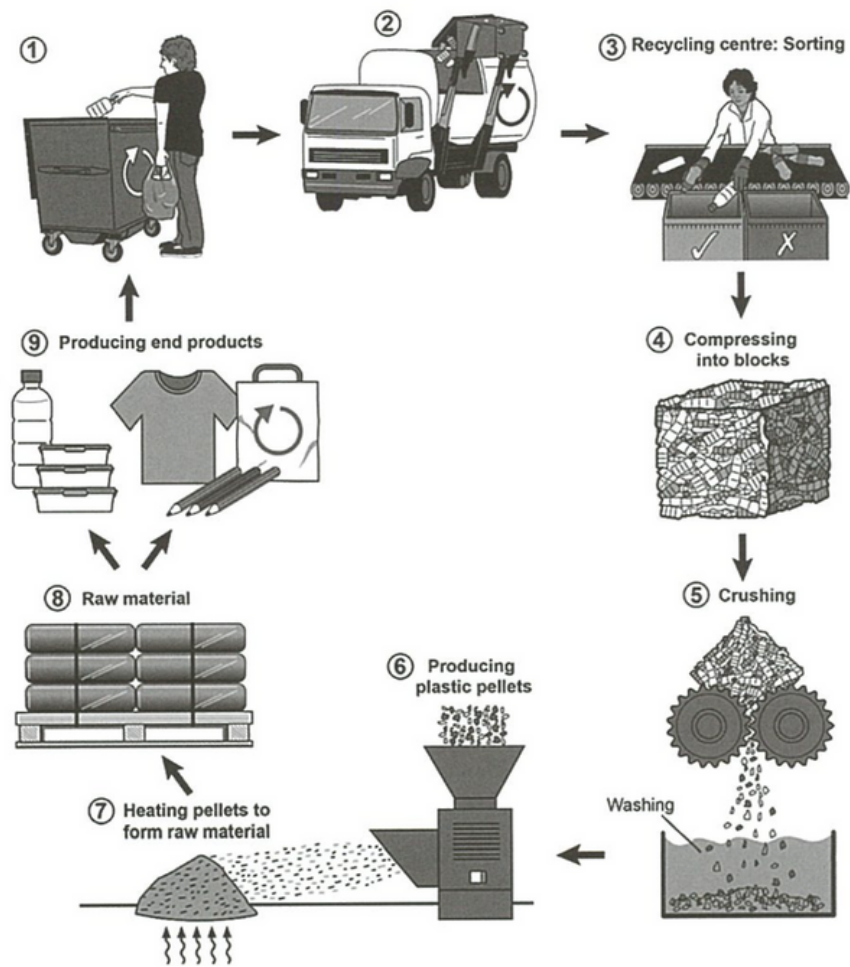 ①
②
③ Recycling centre: Sorting
④ Compressing
into blocks
⑤ Crushing
Washing
⑥ Producing
plastic pellets
⑦ Heating pellets to
form raw material
⑧ Raw material
⑨ Producing end products